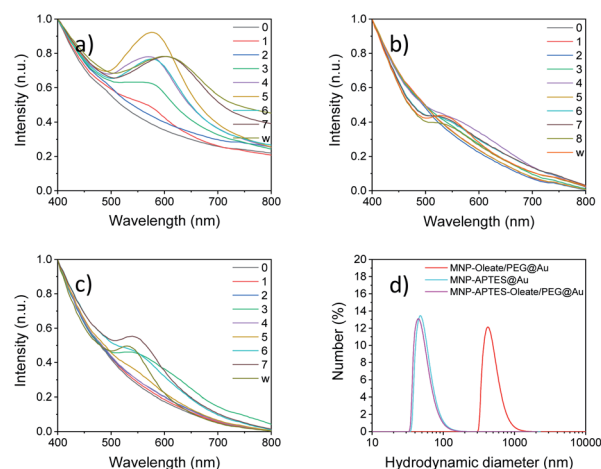 a)
Intensity (n.u.)
1.0
0.8
0.6
0.4
0.2
0.0
400 500 600 700 800
Wavelength (nm)
0
1
2
3
4
5
6
7
w
b)
Intensity (n.u.)
1.0
0.8
0.6
0.4
0.2
0.0
400 500 600 700 800
Wavelength (nm)
0
1
2
3
4
5
6
7
8
w
c)
Intensity (n.u.)
1.0
0.8
0.6
0.4
0.2
0.0
400 500 600 700 800
Wavelength (nm)
0
1
2
3
4
5
6
7
w
d)
Number (%)
20
18
16
14
12
10
8
6
4
2
0
10 100 1000 10000
Hydrodynamic diameter (nm)
MNP-Oleate/PEG@Au
MNP-APTES@Au
MNP-APTES-Oleate/PEG@Au